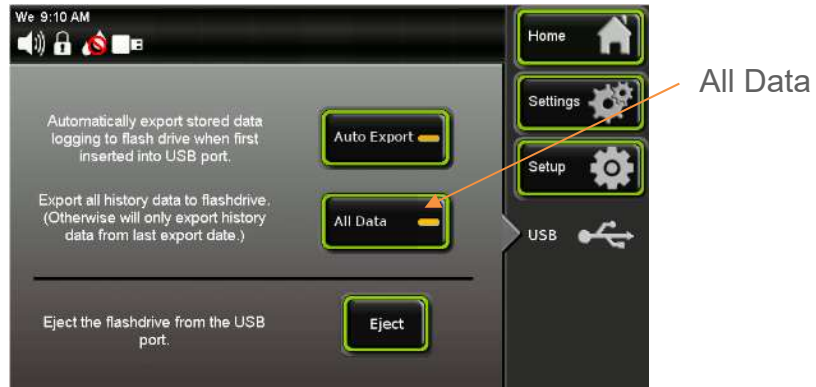 We 9:10 AM
Home
Settings
All Data
Automatically export stored data
logging to flash drive when first
inserted into USB port.
Auto Export
Setup
Export all history data to flashdrive.
(Otherwise will only export history
data from last export date.)
All Data
USB
Eject the flashdrive from the USB
port.
Eject